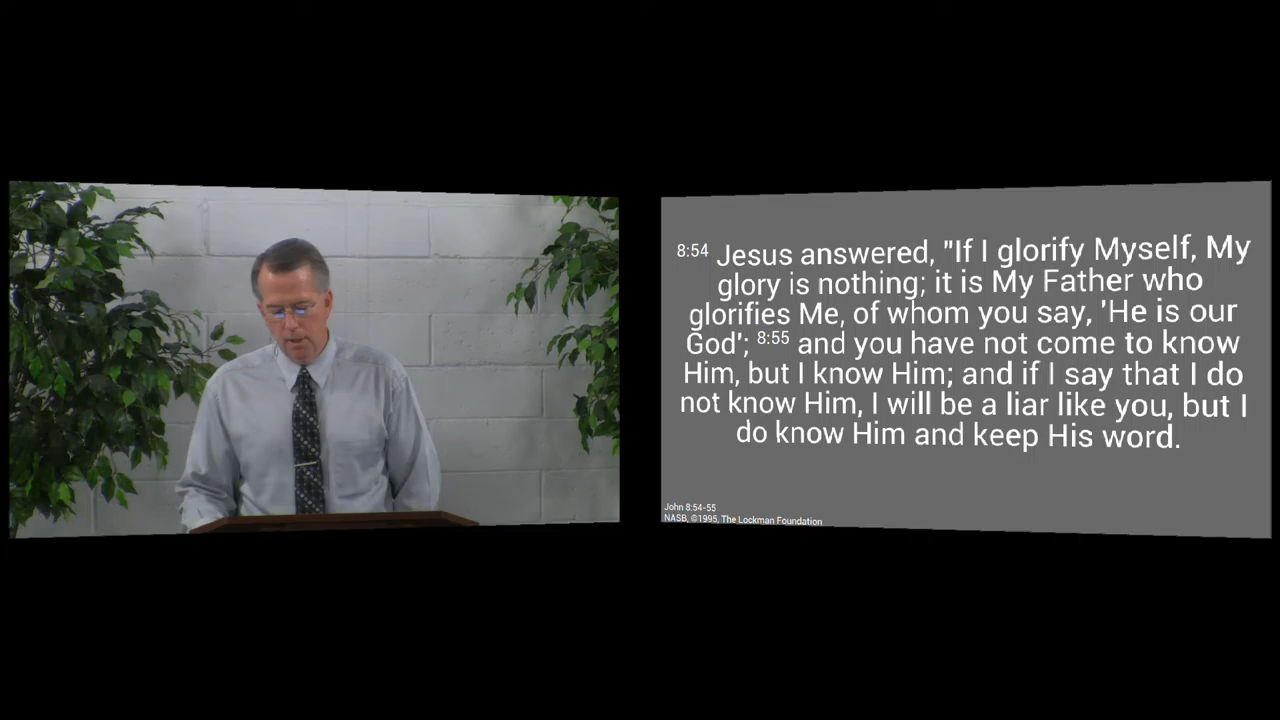 8:54 Jesus answered, "If I glorify Myself, My
glory is nothing; it is My Father who
glorifies Me, of whom you say, 'He is our
God'; 8:55 and you have not come to know
Him, but I know Him; and if I say that I do
not know Him, I will be a liar like you, but I
do know Him and keep His word.
John 8:54-55
NASB, ©1995, The Lockman Foundation